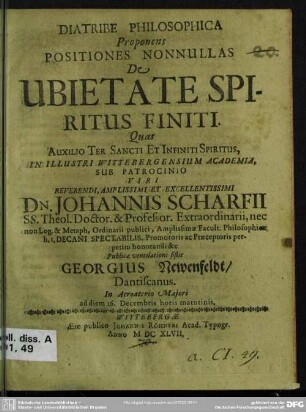 DIATRIBE PHILOSOPHICA
Proponens
POSITIONES NONNULLAS
De
UBIETATE SPI-
RITUS FINITI.
Quas
AUXILIO TER SANCTI ET INFINITI SPIRITUS,
IN ILLUSTRI WITTEBERGENSIUM ACADEMIA,
SUB PATROCINIO
VIRI
REVERENDI, AMPLISSIMI ET EXCELLENTISSIMI
DN. JOHANNIS SCHARFII
SS. Theol. Doctor. & Professor. Extraordinarii, nec
non Log. & Metaph, Ordinarii publici, Amplissimæ Facult. Philosophicæ
h. t. DECANI SPECTABILIS, Promotoris ac Præceptoris per-
petim honorandi &c
Publicæ ventilationi sistit
GEORGIUS Newenfeldt/
Dantiscanus.
In Acroaterio Majori
ad diem 16. Decembris horis matutinis,
WITTEBERGÆ
Ære publico JOHANNIS RÖHNERI Acad. Typogr.
ANNO M DC XLVII.
20.
oll. diss. A
91, 49
a. CI. 49.